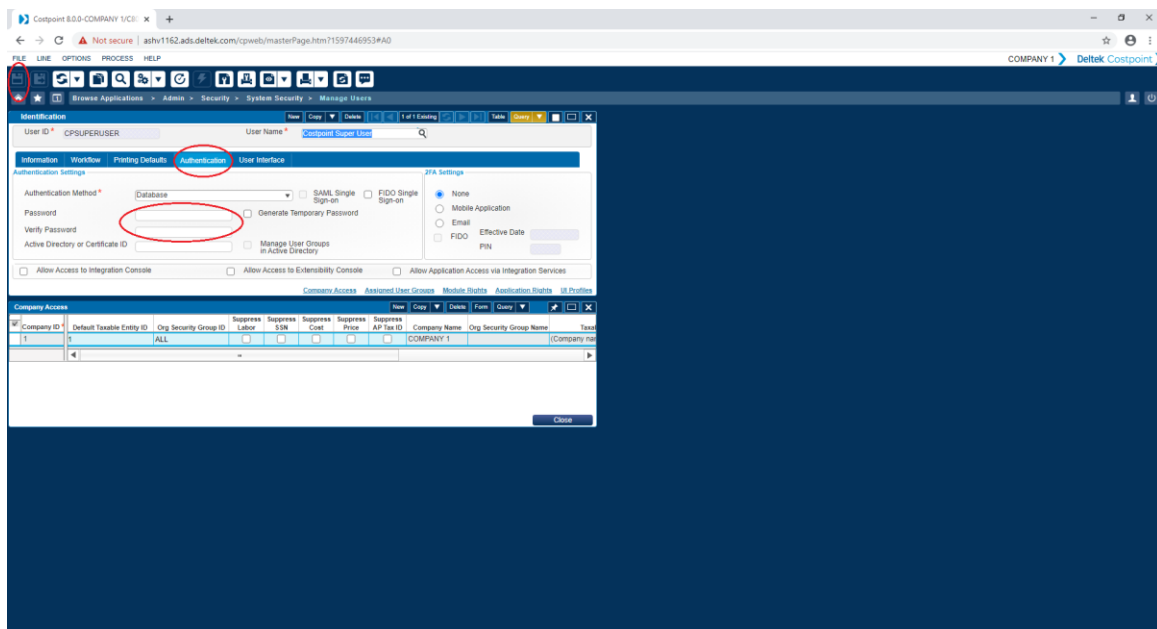 Costpoint 8.0.0-COMPANY 1/CIS
Not secure | ashv1162.ads.deltek.com/cpweb/masterPage.htm?1597446953#A0
FILE LINE OPTIONS PROCESS HELP
COMPANY 1 Deltek Costpoint
Browse Applications > Admin > Security > System Security > Manage Users
Identification New Copy Delete 1 of 1 Existing Table Query
User ID * CPSUPERUSER User Name * Costpoint Super User
Information Workflow Printing Defaults Authentication User Interface
Authentication Settings 2FA Settings
Authentication Method * Database SAML Single Sign-on FIDO Single Sign-on None
Mobile Application
Password Generate Temporary Password
Email
Verify Password
FIDO Effective Date
Active Directory or Certificate ID Manage User Groups in Active Directory PIN
Allow Access to Integration Console Allow Access to Extensibility Console Allow Application Access via Integration Services
Company Access Assigned User Groups Module Rights Application Rights UI Profiles
Company Access New Copy Delete Form Query
Company ID * Default Taxable Entity ID Org Security Group ID Suppress Labor Suppress SSN Suppress Cost Suppress Price Suppress AP Tax ID Company Name Org Security Group Name Taxal
1 1 ALL COMPANY 1 (Company nar
Close